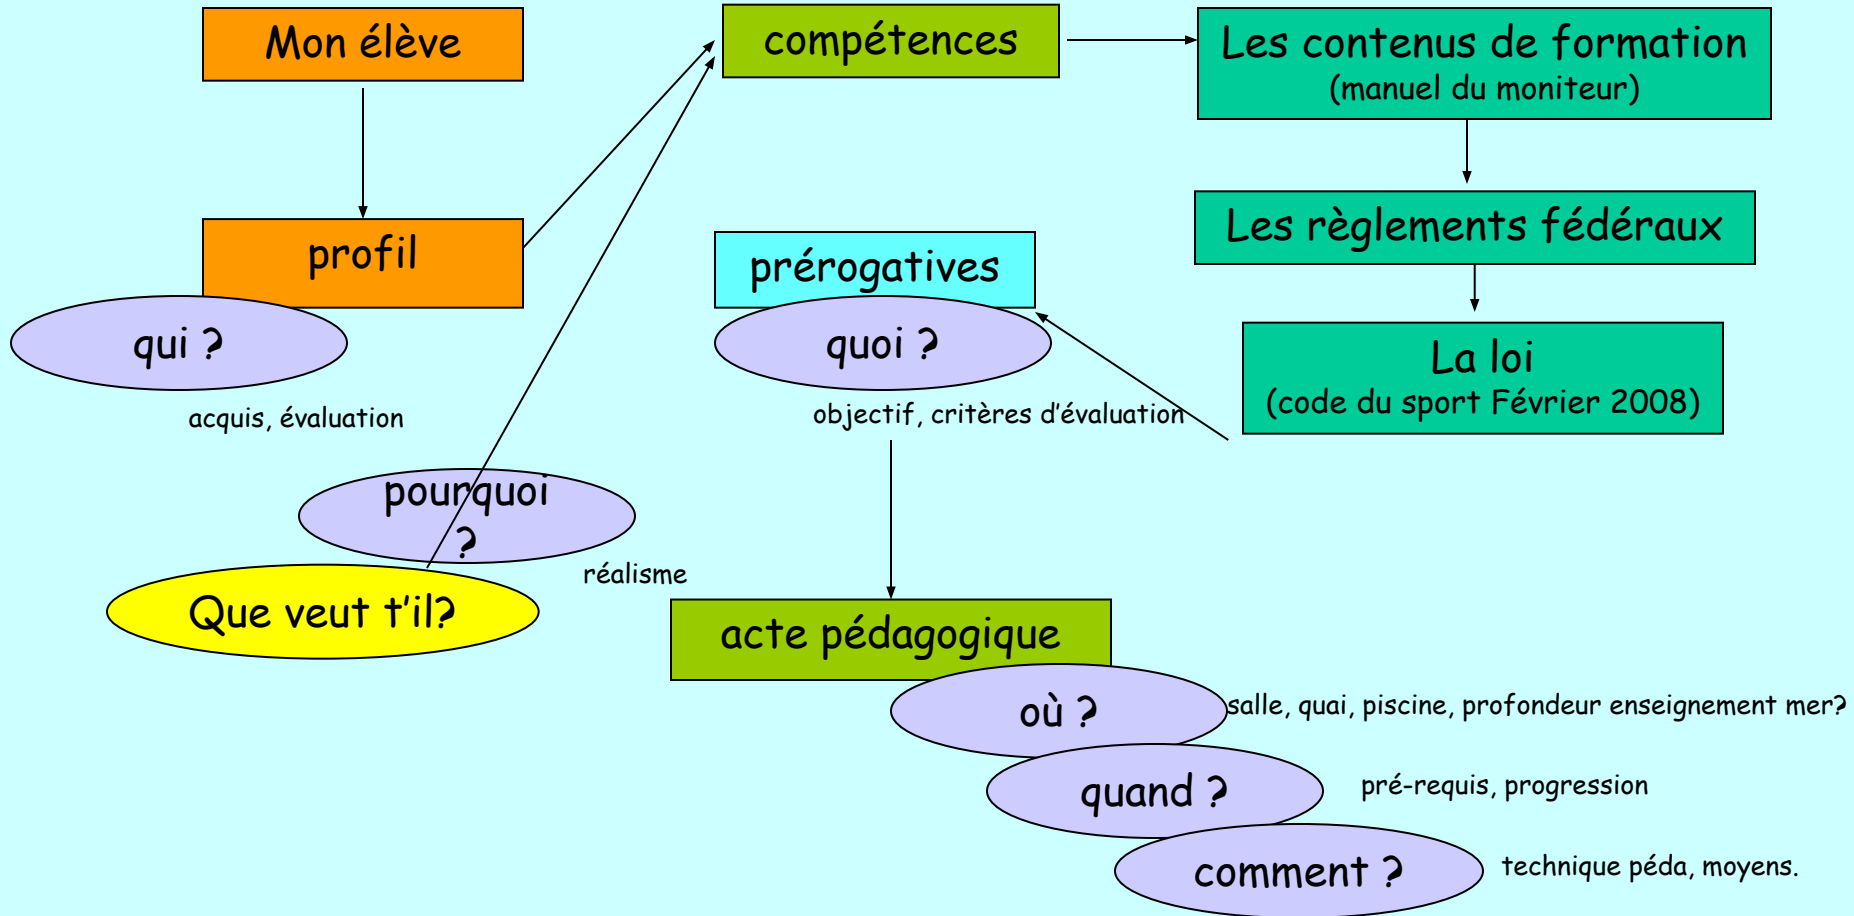 Mon élève
compétences
Les contenus de formation
(manuel du moniteur)
profil
qui ?
acquis, évaluation
prérogatives
quoi ?
objectif, critères d'évaluation
Les règlements fédéraux
La loi
(code du sport Février 2008)
pourquoi
?
réalisme
Que veut t'il?
acte pédagogique
où ?
salle, quai, piscine, profondeur enseignement mer?
quand ?
pré-requis, progression
comment ?
technique péda, moyens.